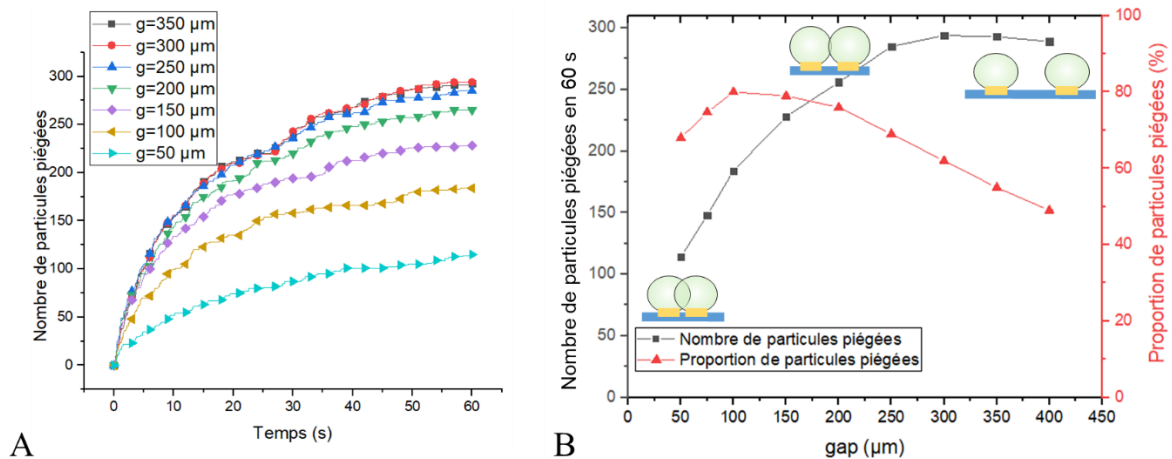 g=350 µm
g=300 µm
g=250 µm
g=200 µm
g=150 µm
g=100 µm
g=50 µm
Nombre de particules piégées
300
250
200
150
100
50
0
0 10 20 30 40 50 60
Temps (s)
A
Nombre de particules piégées en 60 s
300
250
200
150
100
50
0
Nombre de particules piégées
Proportion de particules piégées
0 50 100 150 200 250 300 350 400 450
gap (µm)
100
80
60
40
20
0
Proportion de particules piégées (%)
B